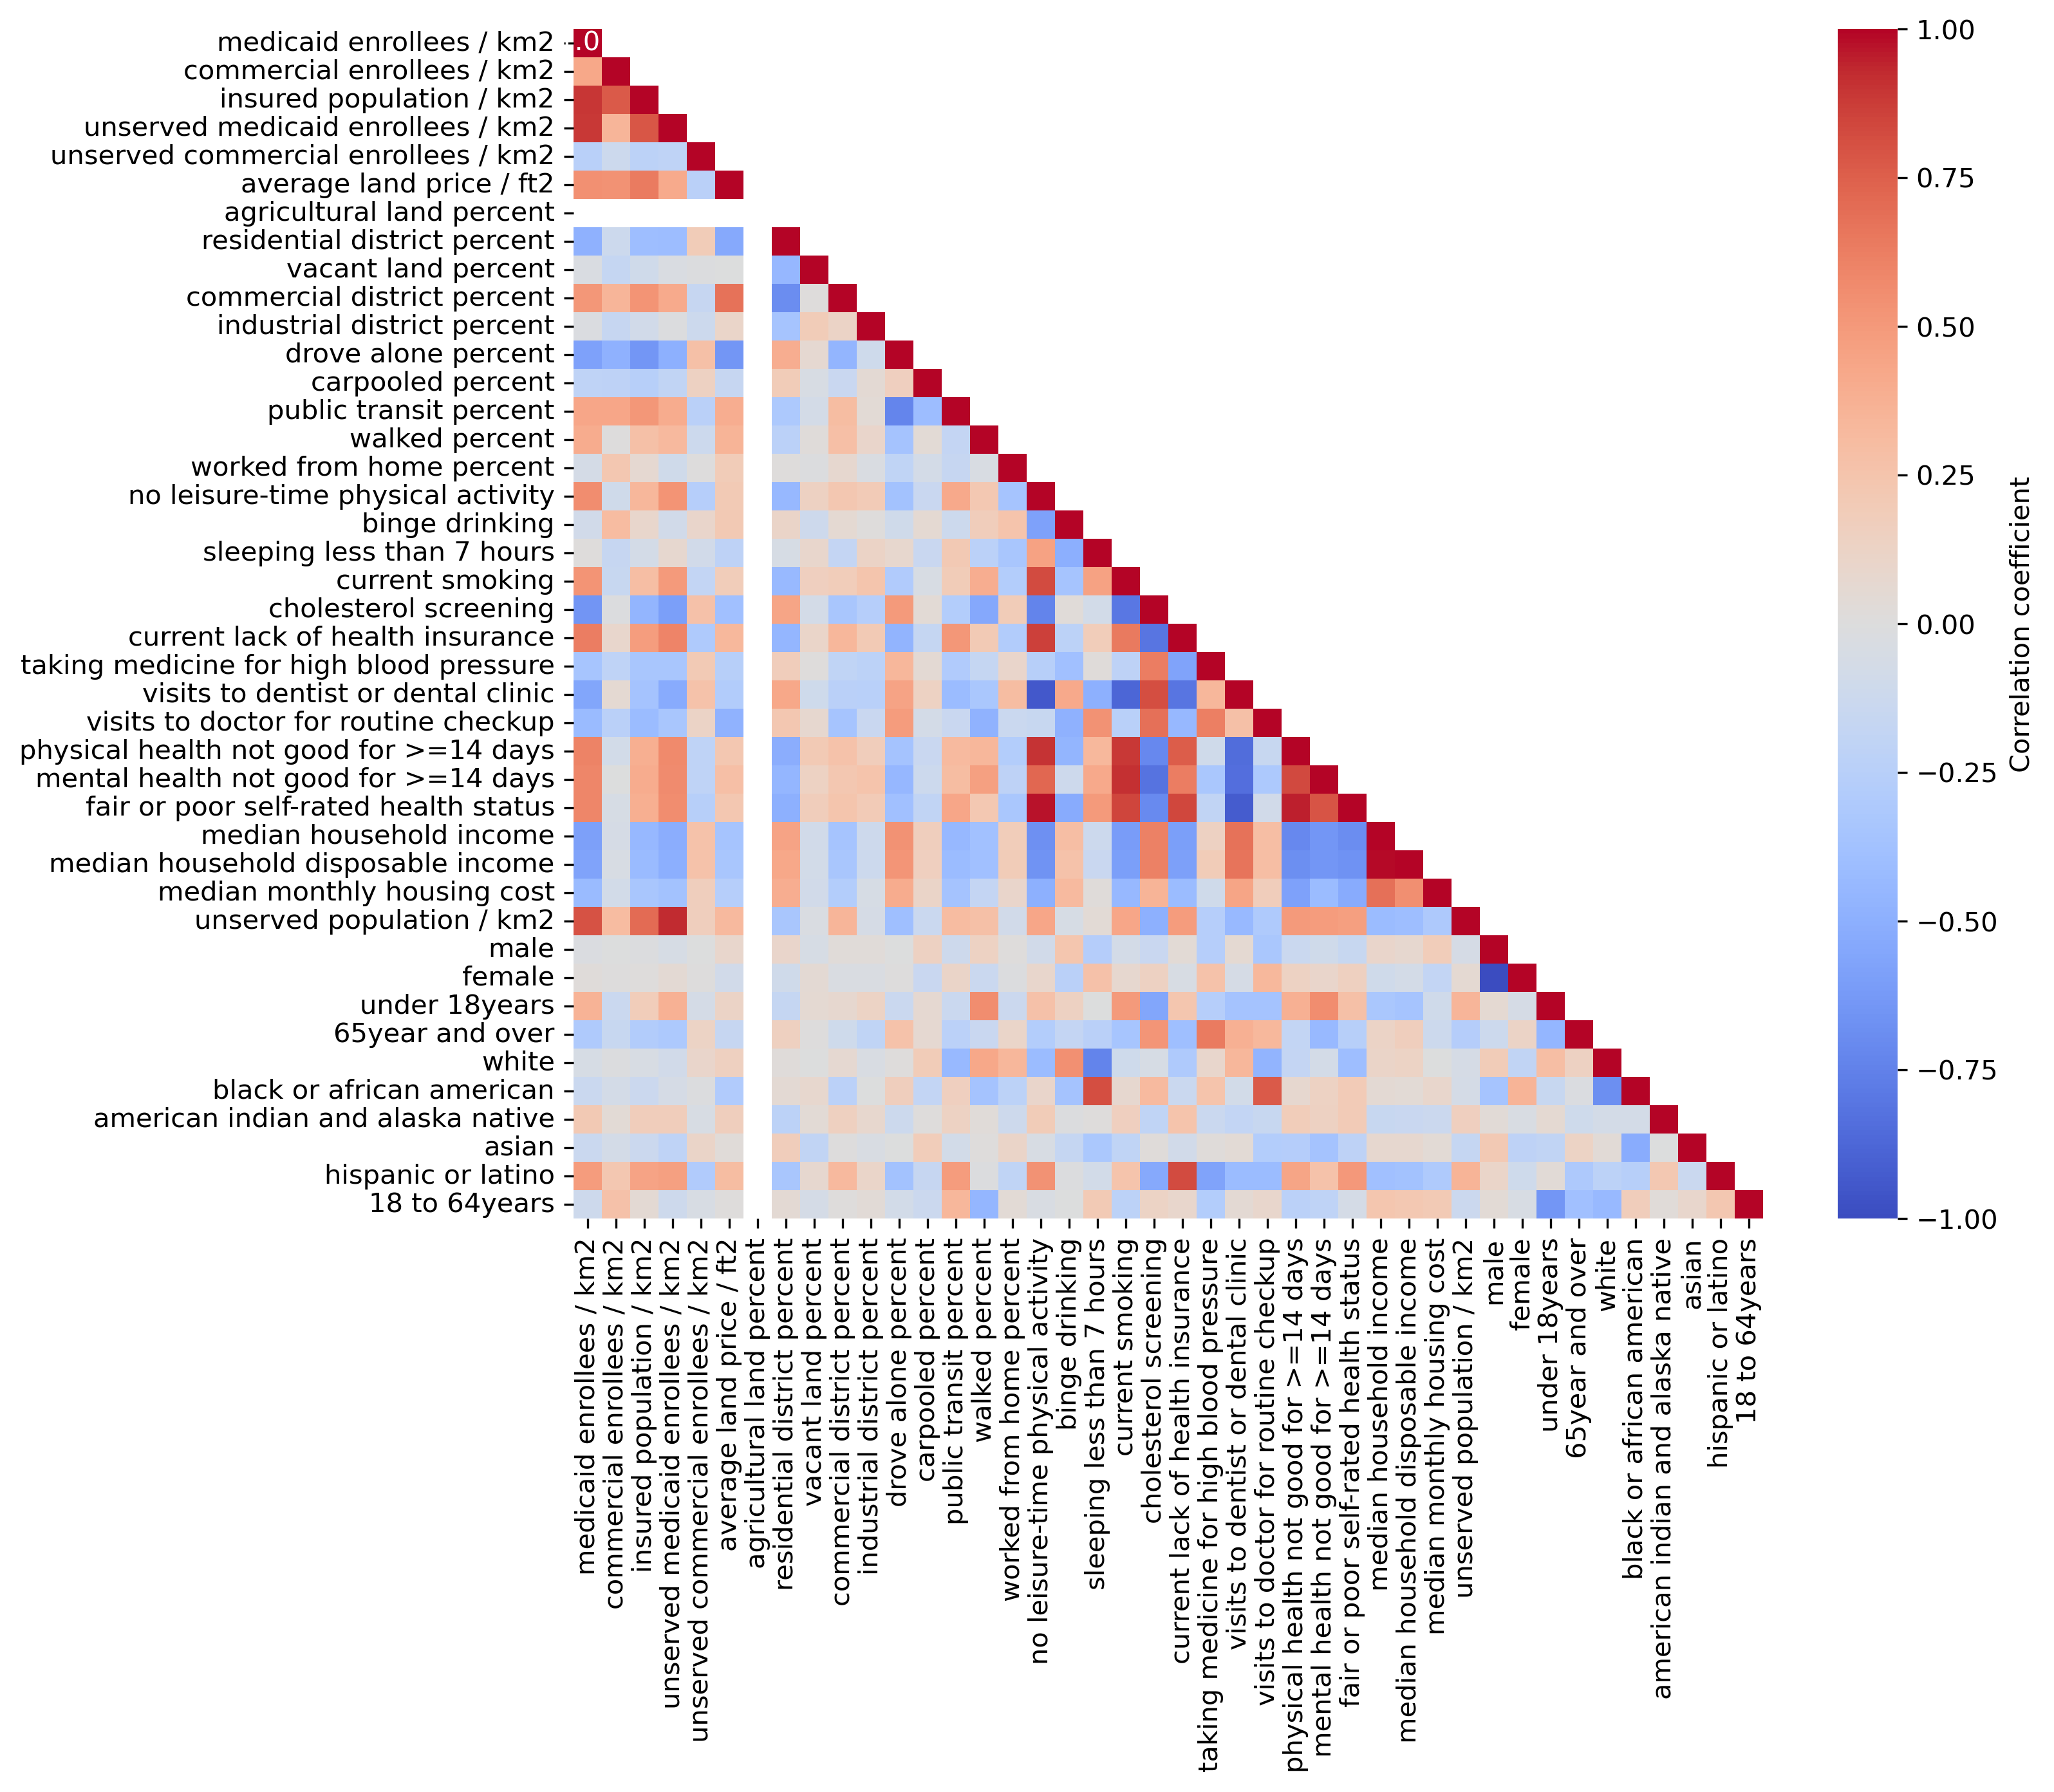 medicaid enrollees / km2
.0
commercial enrollees / km2
insured population / km2
unserved medicaid enrollees / km2
unserved commercial enrollees / km2
average land price / ft2
agricultural land percent
residential district percent
vacant land percent
commercial district percent
industrial district percent
drove alone percent
carpooled percent
public transit percent
walked percent
worked from home percent
no leisure-time physical activity
binge drinking
sleeping less than 7 hours
current smoking
cholesterol screening
current lack of health insurance
taking medicine for high blood pressure
visits to dentist or dental clinic
visits to doctor for routine checkup
physical health not good for >=14 days
mental health not good for >=14 days
fair or poor self-rated health status
median household income
median household disposable income
median monthly housing cost
unserved population / km2
male
female
under 18years
65year and over
white
black or african american
american indian and alaska native
asian
hispanic or latino
18 to 64years
medicaid enrollees / km2
commercial enrollees / km2
insured population / km2
unserved medicaid enrollees / km2
unserved commercial enrollees / km2
average land price / ft2
agricultural land percent
residential district percent
vacant land percent
commercial district percent
industrial district percent
drove alone percent
carpooled percent
public transit percent
walked percent
worked from home percent
no leisure-time physical activity
binge drinking
sleeping less than 7 hours
current smoking
cholesterol screening
current lack of health insurance
taking medicine for high blood pressure
visits to dentist or dental clinic
visits to doctor for routine checkup
physical health not good for >=14 days
mental health not good for >=14 days
fair or poor self-rated health status
median household income
median household disposable income
median monthly housing cost
unserved population / km2
male
female
under 18years
65year and over
white
black or african american
american indian and alaska native
asian
hispanic or latino
18 to 64years
1.00
0.75
0.50
0.25
0.00
−0.25
−0.50
−0.75
−1.00
Correlation coefficient